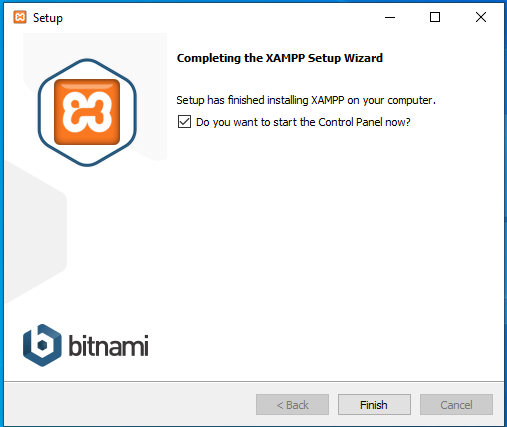 Setup
Completing the XAMPP Setup Wizard
Setup has finished installing XAMPP on your computer.
Do you want to start the Control Panel now?
bitnami
< Back
Finish
Cancel